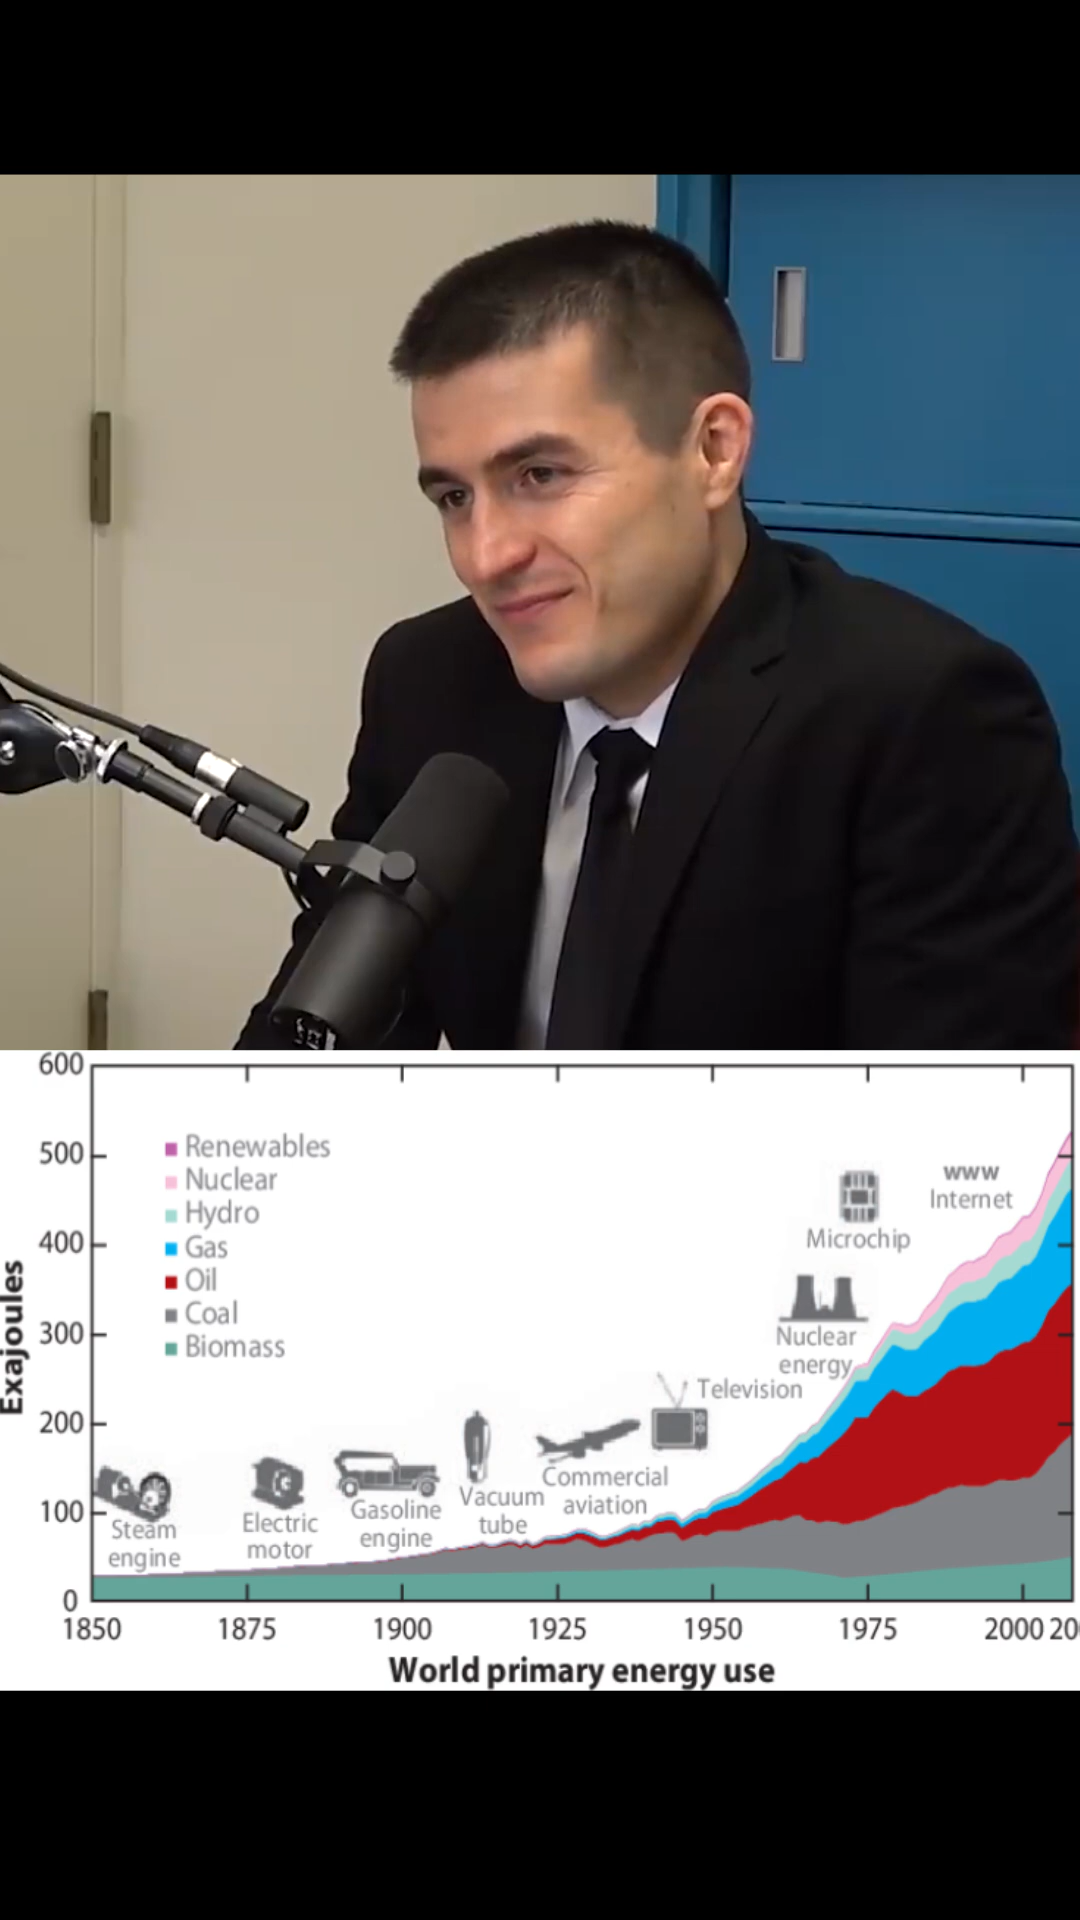 600
500
400
300
200
100
0
Exajoules
Renewables
Nuclear
Hydro
Gas
Oil
Coal
Biomass
Steam
engine
Electric
motor
Gasoline
engine
Vacuum
tube
Commercial
aviation
Television
Nuclear
energy
Microchip
www
Internet
1850 1875 1900 1925 1950 1975 2000 20
World primary energy use